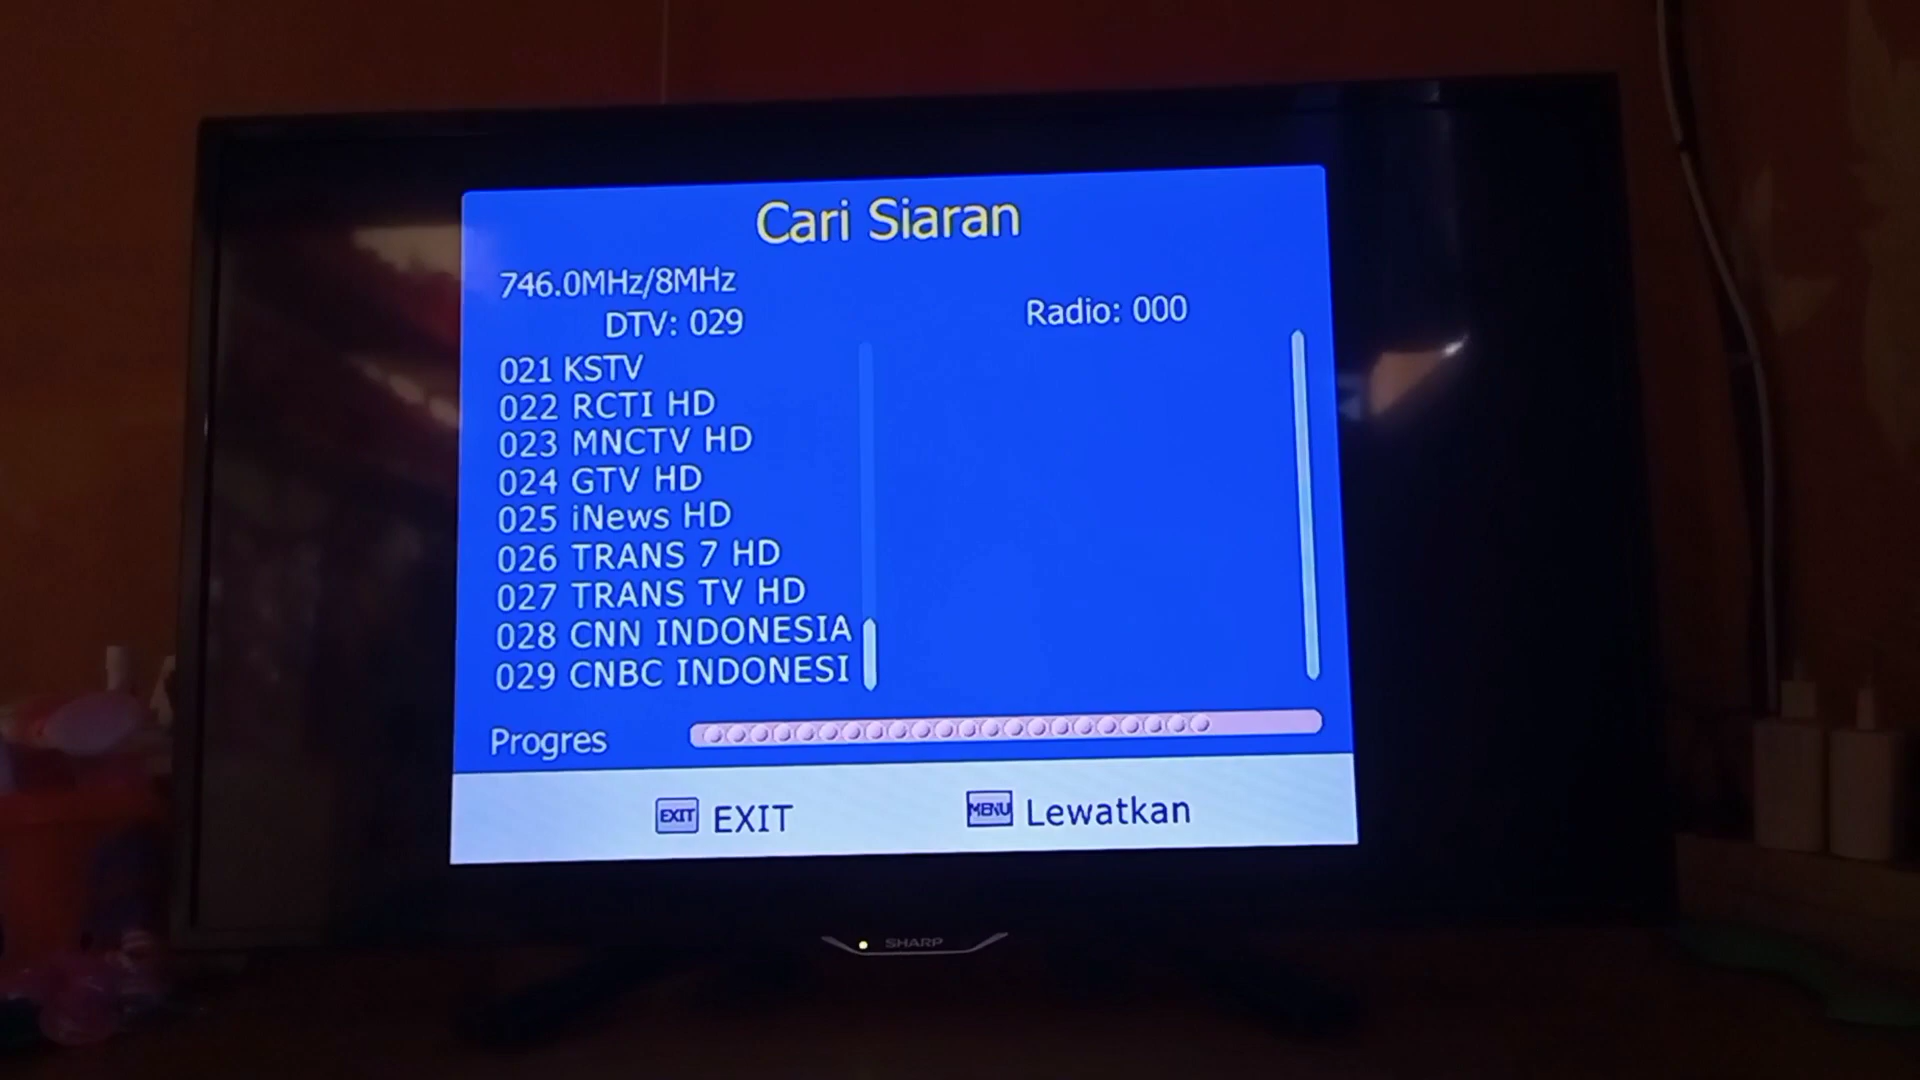 Cari Siaran
746.0MHz/8MHz
DTV: 029
Radio: 000
021 KSTV
022 RCTI HD
023 MNCTV HD
024 GTV HD
025 iNews HD
026 TRANS 7 HD
027 TRANS TV HD
028 CNN INDONESIA
029 CNBC INDONESI
Progres
EXIT EXIT
MENU Lewatkan
SHARP